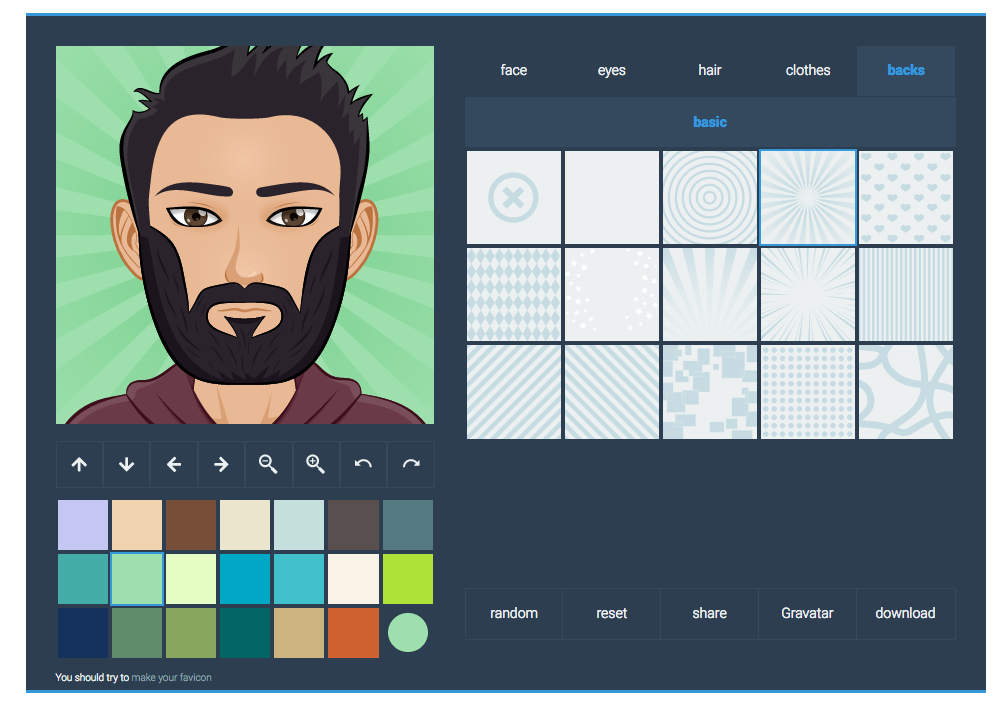 face eyes hair clothes backs
basic
random reset share Gravatar download
You should try to make your favicon